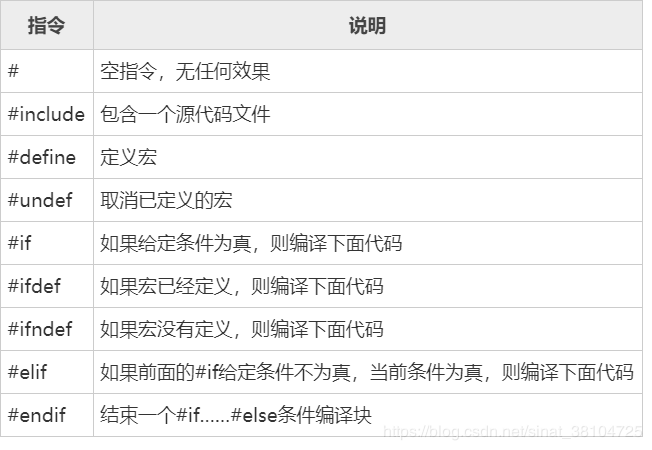 指令 说明
# 空指令，无任何效果
#include 包含一个源代码文件
#define 定义宏
#undef 取消已定义的宏
#if 如果给定条件为真，则编译下面代码
#ifdef 如果宏已经定义，则编译下面代码
#ifndef 如果宏没有定义，则编译下面代码
#elif 如果前面的#if给定条件不为真，当前条件为真，则编译下面代码
#endif 结束一个#if……#else条件编译块
https://blog.csdn.net/sinat_38104725